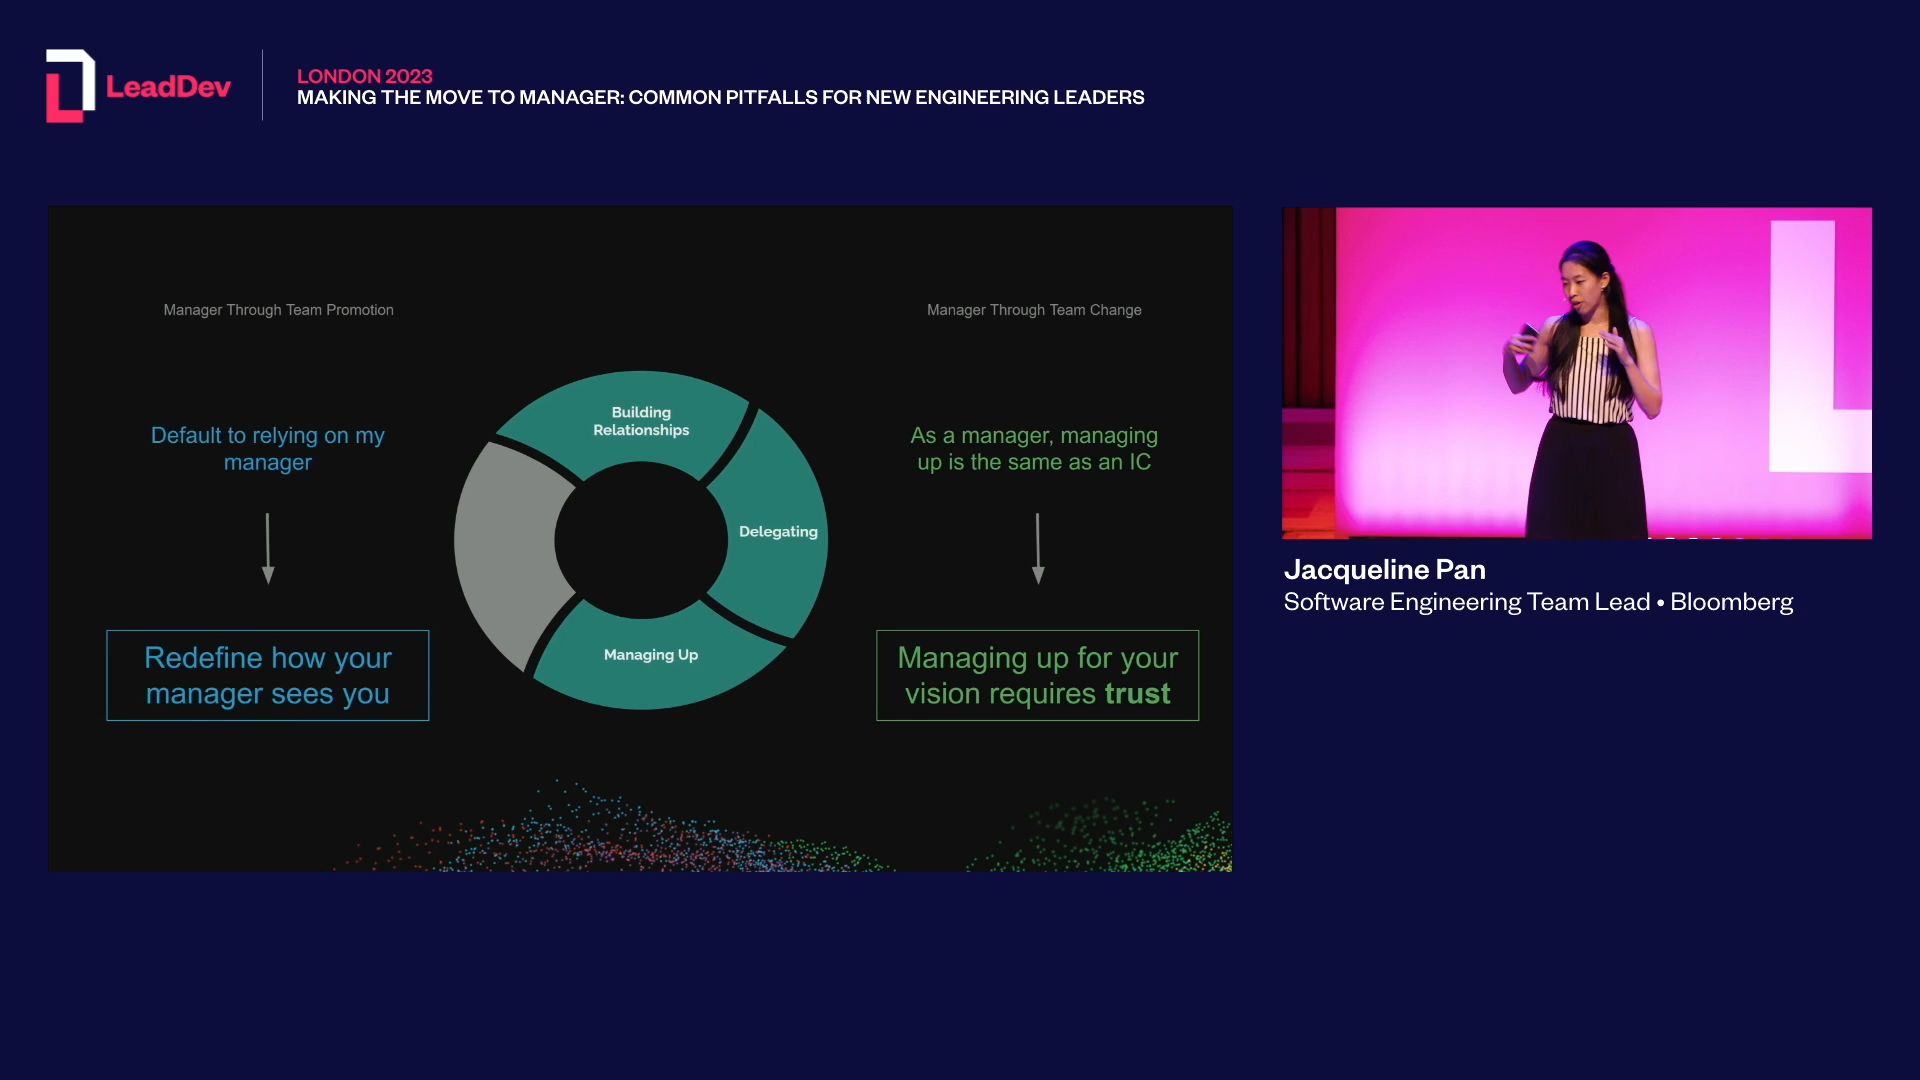 LeadDev
LONDON 2023
MAKING THE MOVE TO MANAGER: COMMON PITFALLS FOR NEW ENGINEERING LEADERS
Manager Through Team Promotion
Default to relying on my
manager
Redefine how your
manager sees you
Building
Relationships
Delegating
Managing Up
Manager Through Team Change
As a manager, managing
up is the same as an IC
Managing up for your
vision requires trust
L
Jacqueline Pan
Software Engineering Team Lead • Bloomberg